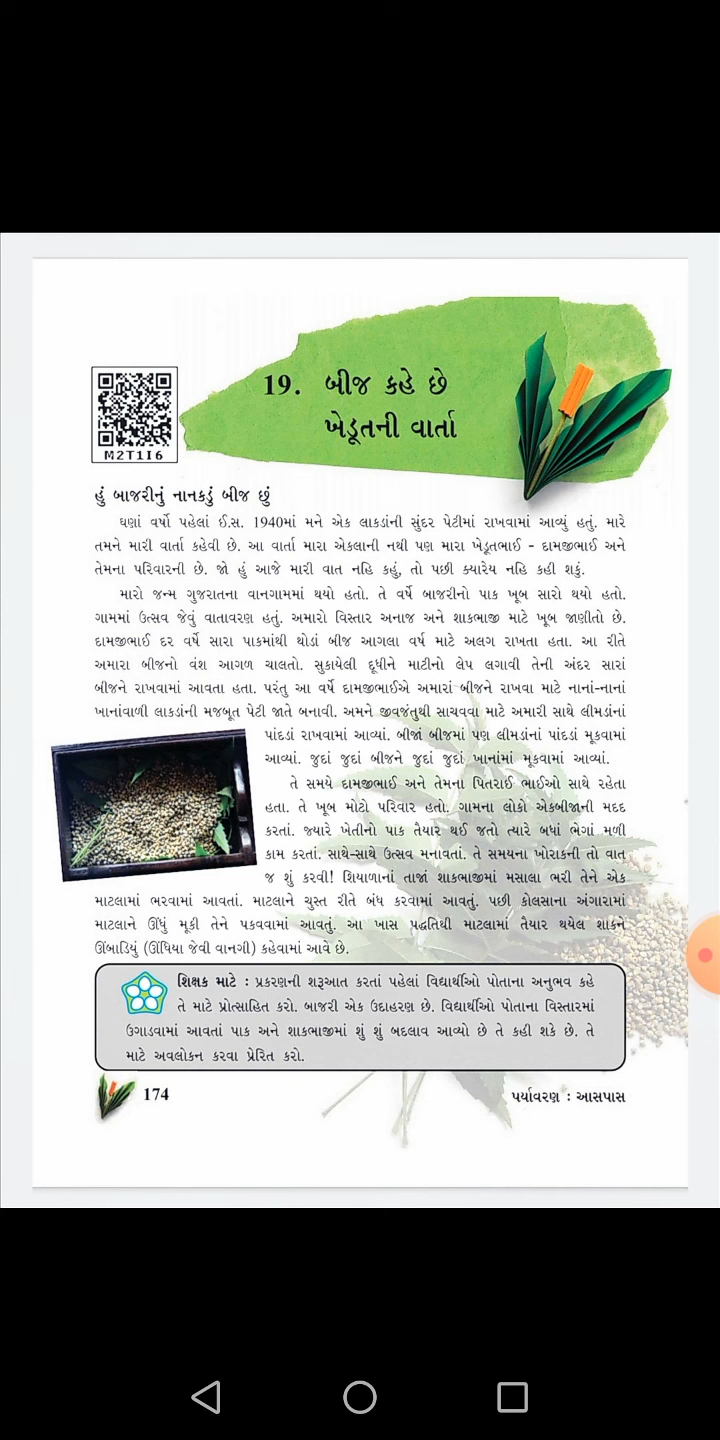 M2T1I6
19. બીજ કહે છે
ખેડૂતની વાર્તા
હું બાજરીનું નાનકડું બીજ છું
ઘણાં વર્ષો પહેલાં ઈ.સ. 1940માં મને એક લાકડાંની સુંદર પેટીમાં રાખવામાં આવ્યું હતું. મારે
તમને મારી વાર્તા કહેવી છે. આ વાર્તા મારા એકલાની નથી પણ મારા ખેડૂતભાઈ - દામજીભાઈ અને
તેમના પરિવારની છે. જો હું આજે મારી વાત નહિ કહું, તો પછી ક્યારેય નહિ કહી શકું.
મારો જન્મ ગુજરાતના વાનગામમાં થયો હતો. તે વર્ષે બાજરીનો પાક ખૂબ સારો થયો હતો.
ગામમાં ઉત્સવ જેવું વાતાવરણ હતું. અમારો વિસ્તાર અનાજ અને શાકભાજી માટે ખૂબ જાણીતો છે.
દામજીભાઈ દર વર્ષે સારા પાકમાંથી થોડાં બીજ આગલા વર્ષ માટે અલગ રાખતા હતા. આ રીતે
અમારા બીજનો વંશ આગળ ચાલતો. સુકાયેલી દૂધીને માટીનો લેપ લગાવી તેની અંદર સારાં
બીજને રાખવામાં આવતા હતા. પરંતુ આ વર્ષે દામજીભાઈએ અમારાં બીજને રાખવા માટે નાનાં-નાનાં
ખાનાંવાળી લાકડાંની મજબૂત પેટી જાતે બનાવી. અમને જીવજંતુથી સાચવવા માટે અમારી સાથે લીમડાંનાં
પાંદડાં રાખવામાં આવ્યાં. બીજાં બીજમાં પણ લીમડાંનાં પાંદડાં મૂકવામાં
આવ્યાં. જુદાં જુદાં બીજને જુદાં જુદાં ખાનાંમાં મૂકવામાં આવ્યાં.
તે સમયે દામજીભાઈ અને તેમના પિતરાઈ ભાઈઓ સાથે રહેતા
હતા. તે ખૂબ મોટો પરિવાર હતો. ગામના લોકો એકબીજાની મદદ
કરતાં. જ્યારે ખેતીનો પાક તૈયાર થઈ જતો ત્યારે બધાં ભેગાં મળી
કામ કરતાં. સાથે-સાથે ઉત્સવ મનાવતાં. તે સમયના ખોરાકની તો વાત
જ શું કરવી! શિયાળાનાં તાજાં શાકભાજીમાં મસાલા ભરી તેને એક
માટલામાં ભરવામાં આવતાં. માટલાને ચુસ્ત રીતે બંધ કરવામાં આવતું. પછી કોલસાના અંગારામાં
માટલાને ઊંધું મૂકી તેને પકવવામાં આવતું. આ ખાસ પદ્ધતિથી માટલામાં તૈયાર થયેલ શાકને
ઊંબાડિયું (ઊંધિયા જેવી વાનગી) કહેવામાં આવે છે.
શિક્ષક માટે : પ્રકરણની શરૂઆત કરતાં પહેલાં વિદ્યાર્થીઓ પોતાના અનુભવ કહે
તે માટે પ્રોત્સાહિત કરો. બાજરી એક ઉદાહરણ છે. વિદ્યાર્થીઓ પોતાના વિસ્તારમાં
ઉગાડવામાં આવતાં પાક અને શાકભાજીમાં શું શું બદલાવ આવ્યો છે તે કહી શકે છે. તે
માટે અવલોકન કરવા પ્રેરિત કરો.
174
પર્યાવરણ : આસપાસ